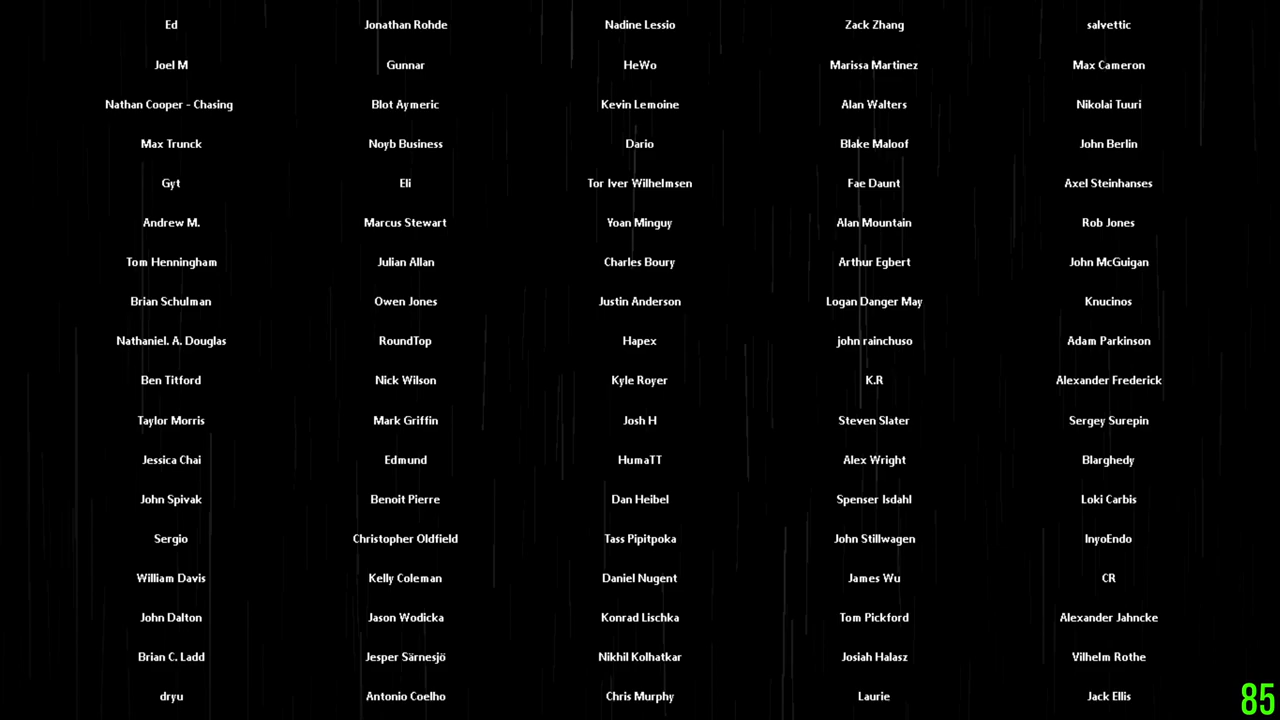 Ed Jonathan Rohde Nadine Lessio Zack Zhang salvettic
Joel M Gunnar HeWo Marissa Martinez Max Cameron
Nathan Cooper - Chasing Blot Aymeric Kevin Lemoine Alan Walters Nikolai Tuuri
Max Trunck Noyb Business Dario Blake Maloof John Berlin
Gyt Eli Tor Iver Wilhelmsen Fae Daunt Axel Steinhanses
Andrew M. Marcus Stewart Yoan Minguy Alan Mountain Rob Jones
Tom Henningham Julian Allan Charles Boury Arthur Egbert John McGuigan
Brian Schulman Owen Jones Justin Anderson Logan Danger May Knucinos
Nathaniel. A. Douglas RoundTop Hapex john rainchuso Adam Parkinson
Ben Titford Nick Wilson Kyle Royer K.R Alexander Frederick
Taylor Morris Mark Griffin Josh H Steven Slater Sergey Surepin
Jessica Chai Edmund HumaTT Alex Wright Blarghedy
John Spivak Benoit Pierre Dan Heibel Spenser Isdahl Loki Carbis
Sergio Christopher Oldfield Tass Pipitpoka John Stillwagen InyoEndo
William Davis Kelly Coleman Daniel Nugent James Wu CR
John Dalton Jason Wodicka Konrad Lischka Tom Pickford Alexander Jahncke
Brian C. Ladd Jesper Särnesjö Nikhil Kolhatkar Josiah Halasz Vilhelm Rothe
dryu Antonio Coelho Chris Murphy Laurie Jack Ellis
85